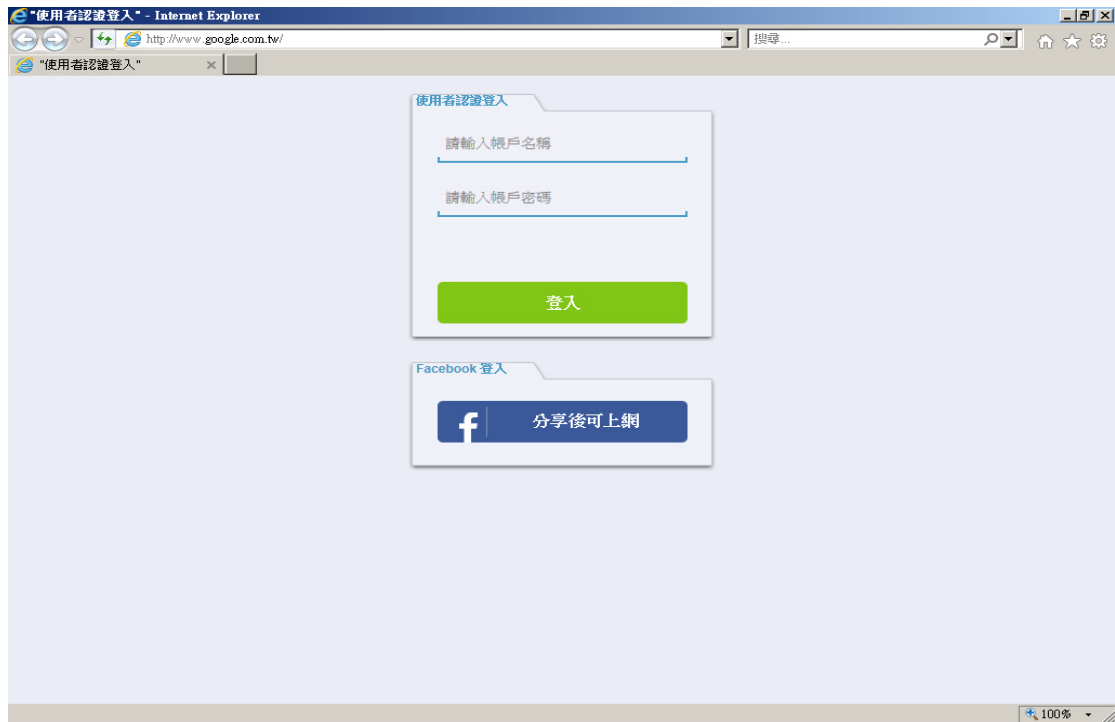 "使用者認證登入" - Internet Explorer
http://www.google.com.tw/
搜尋...
"使用者認證登入"
使用者認證登入
請輸入帳戶名稱
請輸入帳戶密碼
登入
Facebook 登入
f 分享後可上網
100%